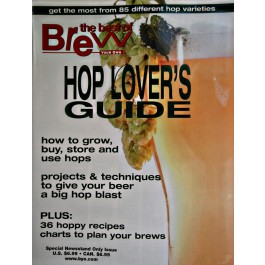 get the most from 85 different hop varieties
the best of
Brew
YOUR OWN
HOP LOVER'S
GUIDE
how to grow,
buy, store and
use hops
projects & techniques
to give your beer
a big hop blast
PLUS:
36 hoppy recipes
charts to plan your brews
Special Newsstand Only Issue
U.S. $6.99 • CAN. $6.99
www.byo.com